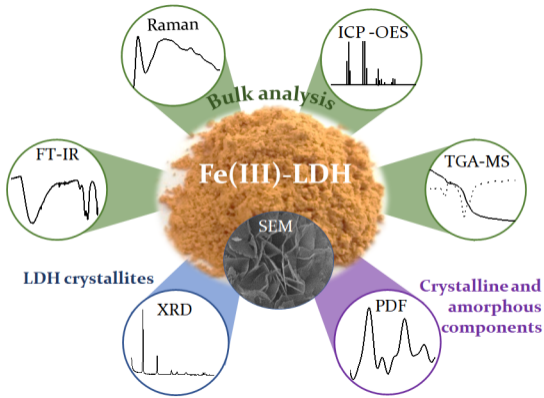 Raman
ICP -OES
Bulk analysis
FT-IR
Fe(III)-LDH
TGA-MS
SEM
LDH crystallites
Crystalline and
amorphous
components
XRD
PDF